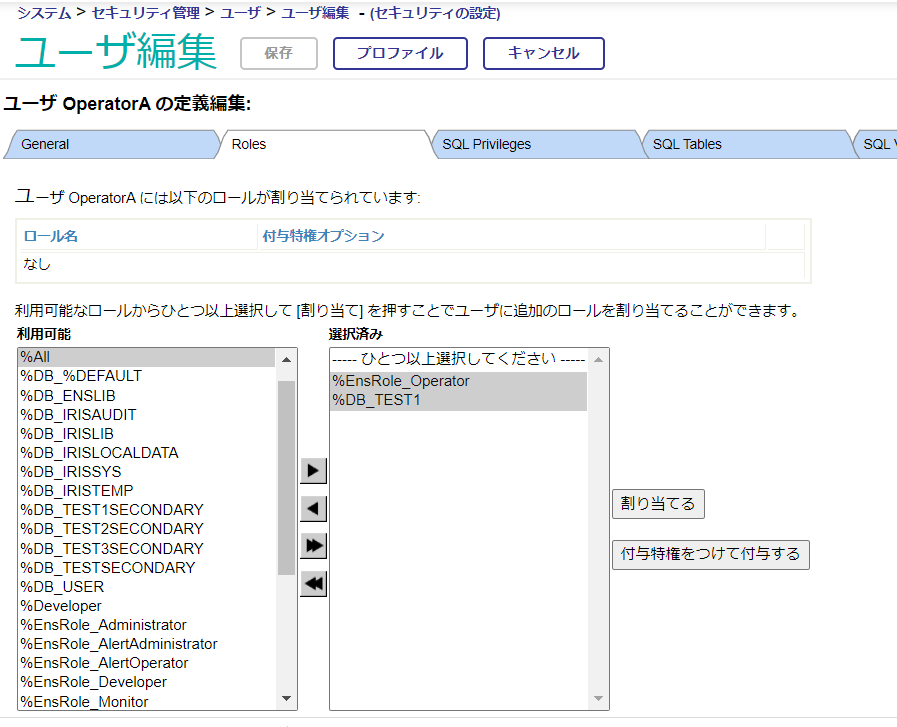 システム > セキュリティ管理 > ユーザ > ユーザ編集 - (セキュリティの設定)
ユーザ編集 保存 プロファイル キャンセル
ユーザ OperatorA の定義編集:
General Roles SQL Privileges SQL Tables SQL
ユーザ OperatorA には以下のロールが割り当てられています:
ロール名 付与特権オプション
なし
利用可能なロールからひとつ以上選択して [割り当て] を押すことでユーザに追加のロールを割り当てることができます。
利用可能
%All
%DB_%DEFAULT
%DB_ENSLIB
%DB_IRISAUDIT
%DB_IRISLIB
%DB_IRISLOCALDATA
%DB_IRISSYS
%DB_IRISTEMP
%DB_TEST1SECONDARY
%DB_TEST2SECONDARY
%DB_TEST3SECONDARY
%DB_TESTSECONDARY
%DB_USER
%Developer
%EnsRole_Administrator
%EnsRole_AlertAdministrator
%EnsRole_AlertOperator
%EnsRole_Developer
%EnsRole_Monitor
選択済み
----- ひとつ以上選択してください -----
%EnsRole_Operator
%DB_TEST1
割り当てる
付与特権をつけて付与する